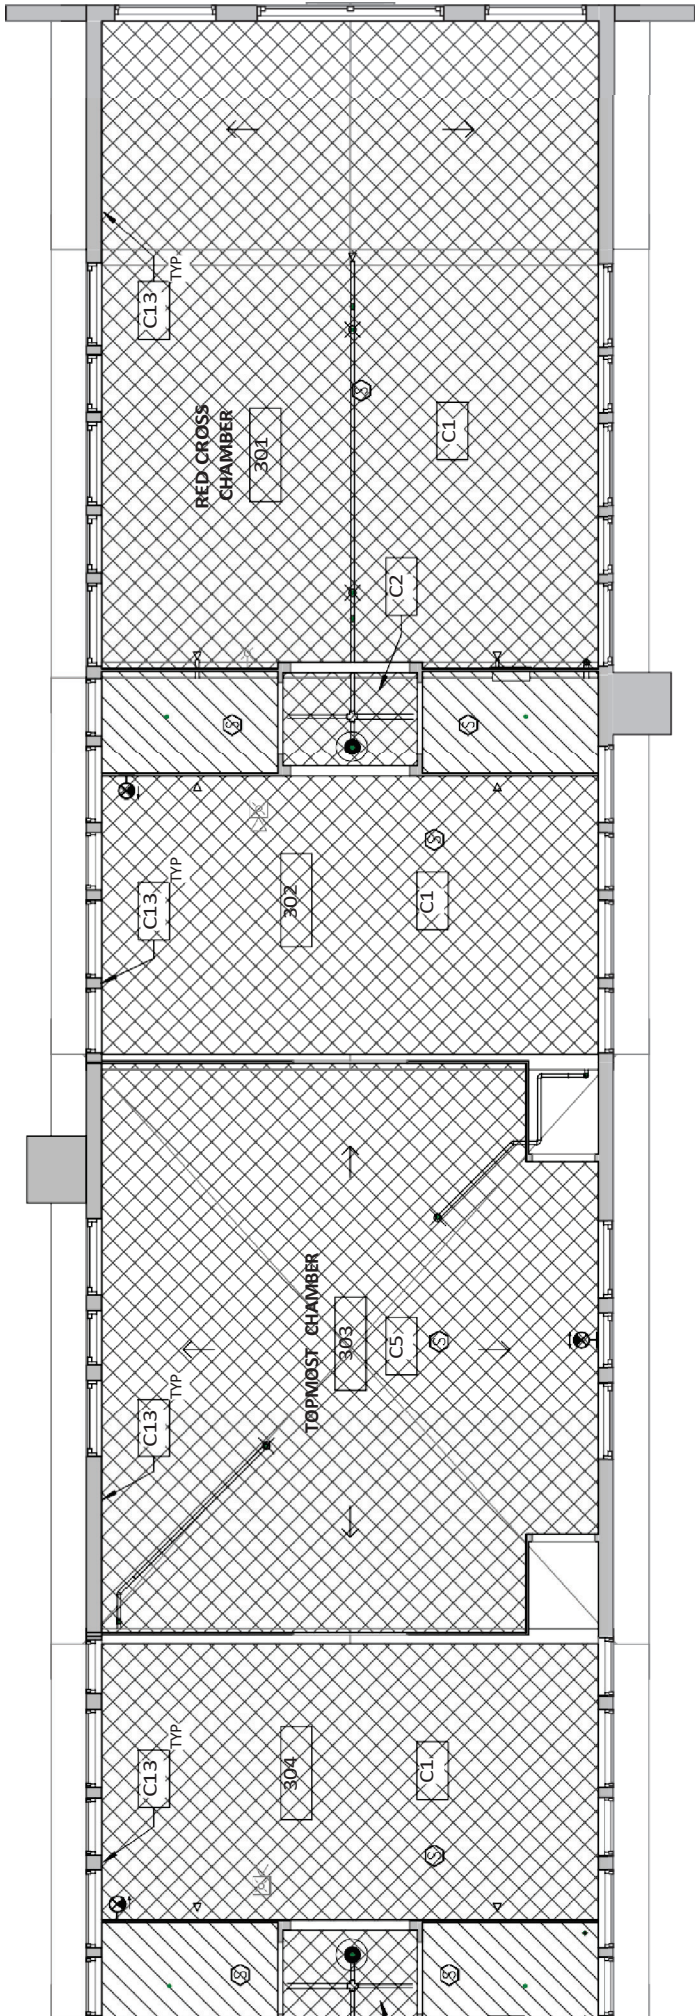 C13
TYP.
RED CROSS
CHAMBER
301
C1
C2
S
S
S
C13
TYP
302
C1
S
TOPMOST CHAMBER
303
C5
S
C13
TYP
C13
TYP
304
C1
S
S
S